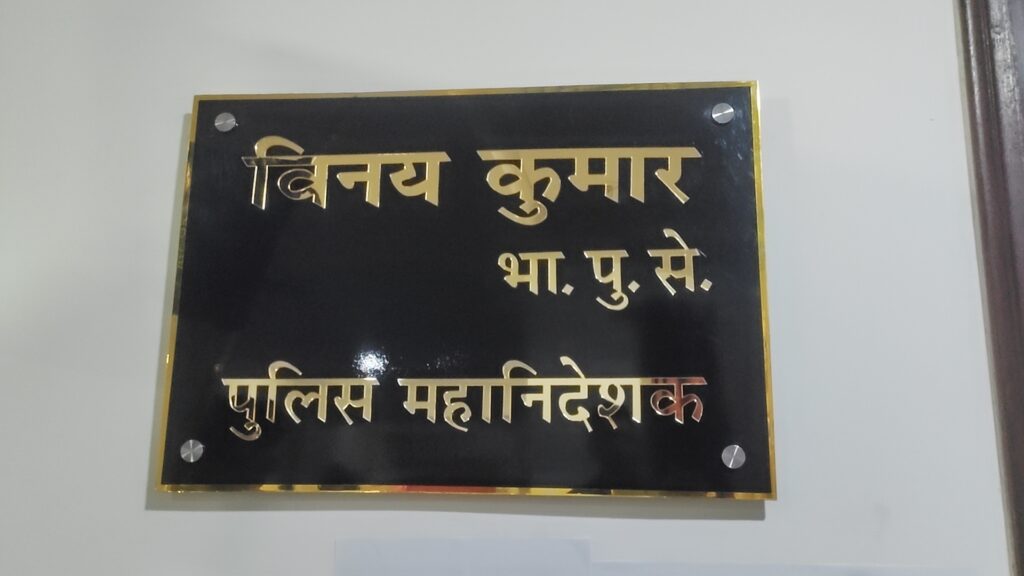 विनय कुमार
भा. पु. से.
पुलिस महानिदेशक